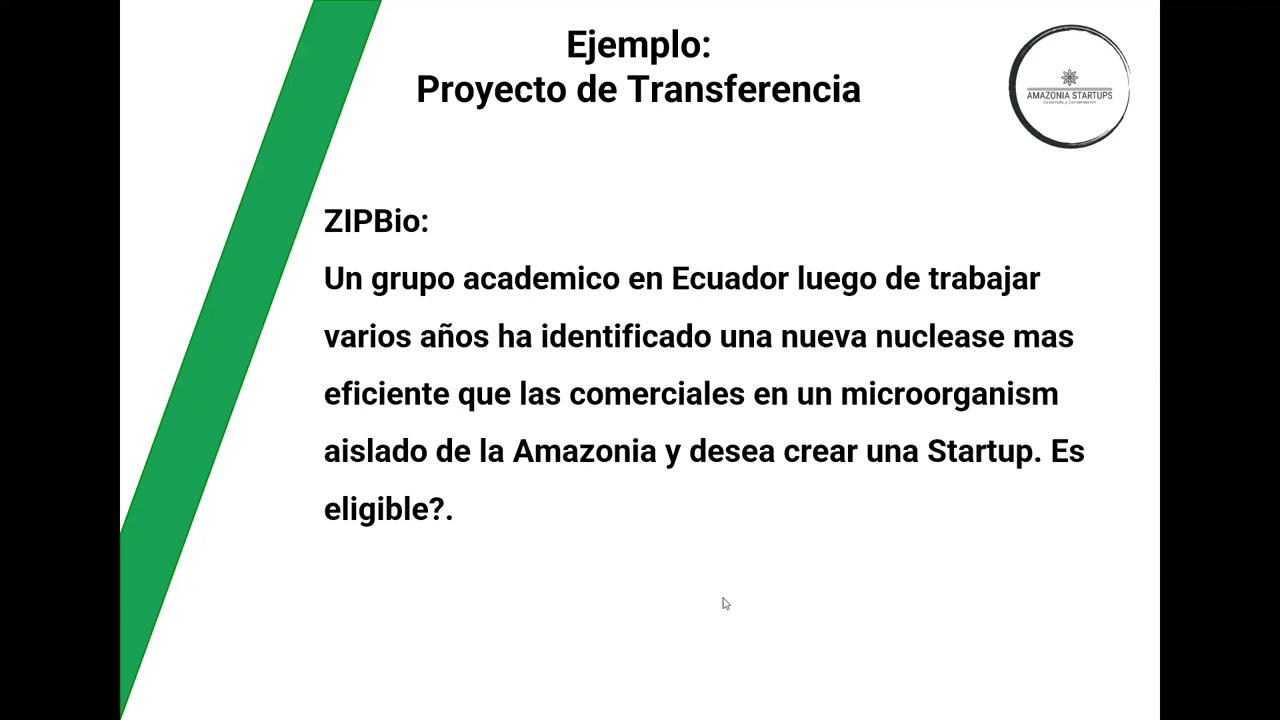 Ejemplo:
Proyecto de Transferencia
AMAZONIA STARTUPS
Desarrollo y Conservación
ZIPBio:
Un grupo academico en Ecuador luego de trabajar
varios años ha identificado una nueva nuclease mas
eficiente que las comerciales en un microorganism
aislado de la Amazonia y desea crear una Startup. Es
eligible?.